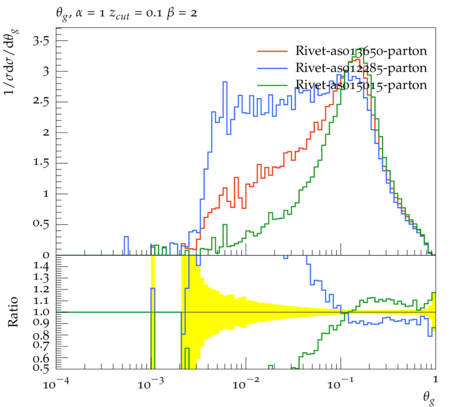 θg, α = 1 zcut = 0.1 β = 2
1/σ dσ/dθg
3.5
3
2.5
2
1.5
1
0.5
0
Rivet-as013650-parton
Rivet-as012285-parton
Rivet-as015015-parton
Ratio
1.4
1.3
1.2
1.1
1.0
0.9
0.8
0.7
0.6
0.5
10⁻⁴ 10⁻³ 10⁻² 10⁻¹ 1
θg